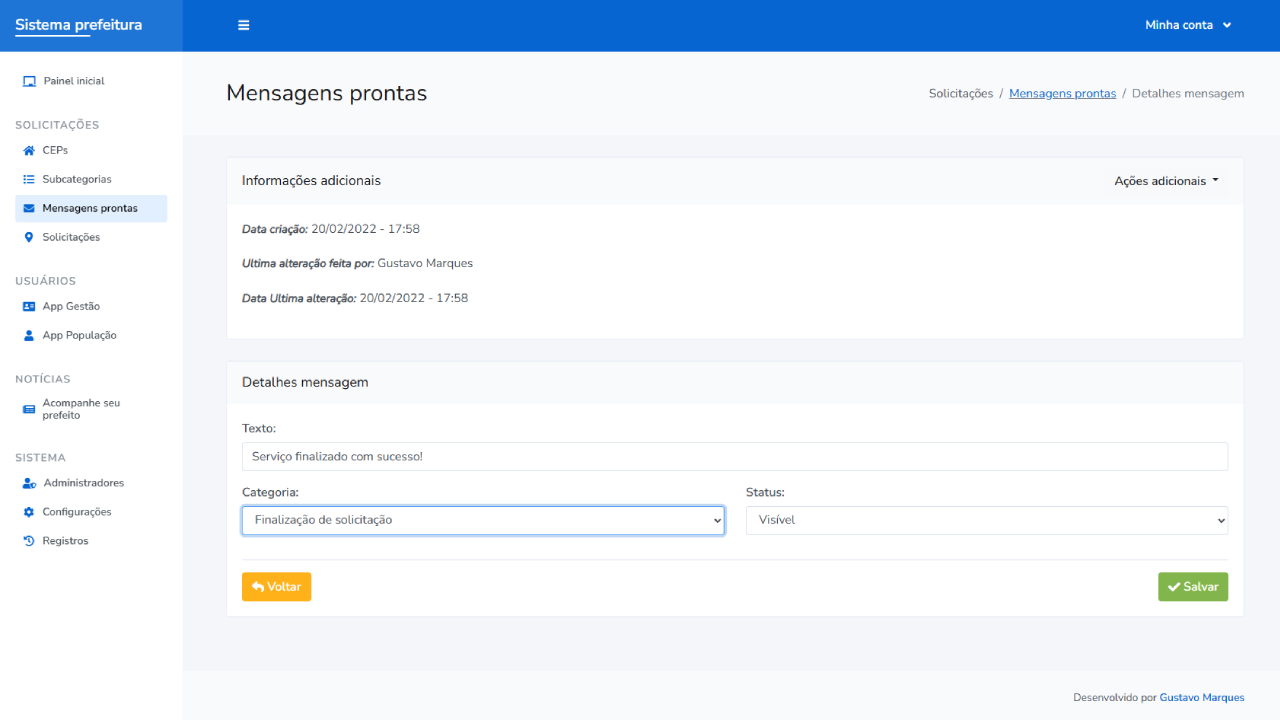 Sistema prefeitura
Minha conta
Painel inicial
SOLICITAÇÕES
CEPs
Subcategorias
Mensagens prontas
Solicitações
USUÁRIOS
App Gestão
App População
NOTÍCIAS
Acompanhe seu
prefeito
SISTEMA
Administradores
Configurações
Registros
Mensagens prontas
Solicitações / Mensagens prontas / Detalhes mensagem
Informações adicionais
Ações adicionais
Data criação: 20/02/2022 - 17:58
Ultima alteração feita por: Gustavo Marques
Data Ultima alteração: 20/02/2022 - 17:58
Detalhes mensagem
Texto:
Serviço finalizado com sucesso!
Categoria:
Status:
Finalização de solicitação
Visível
Voltar
Salvar
Desenvolvido por Gustavo Marques